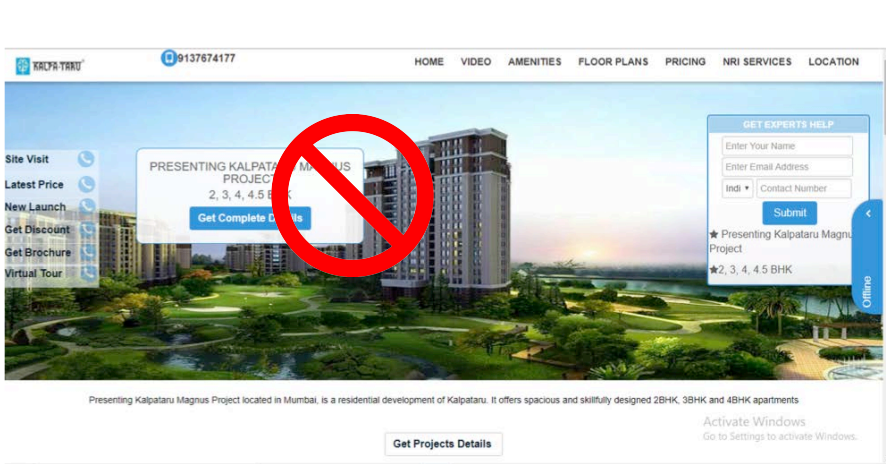 KALPA-TARU
9137674177
HOME VIDEO AMENITIES FLOOR PLANS PRICING NRI SERVICES LOCATION
Site Visit
Latest Price
New Launch
Get Discount
Get Brochure
Virtual Tour
PRESENTING KALPATARU MAGNUS
PROJECT
2, 3, 4, 4.5 BHK
Get Complete Details
GET EXPERTS HELP
Enter Your Name
Enter Email Address
Indi Contact Number
Submit
Presenting Kalpataru Magnu
Project
2, 3, 4, 4.5 BHK
Offline
Presenting Kalpataru Magnus Project located in Mumbai, is a residential development of Kalpataru. It offers spacious and skillfully designed 2BHK, 3BHK and 4BHK apartments
Get Projects Details
Activate Windows
Go to Settings to activate Windows.